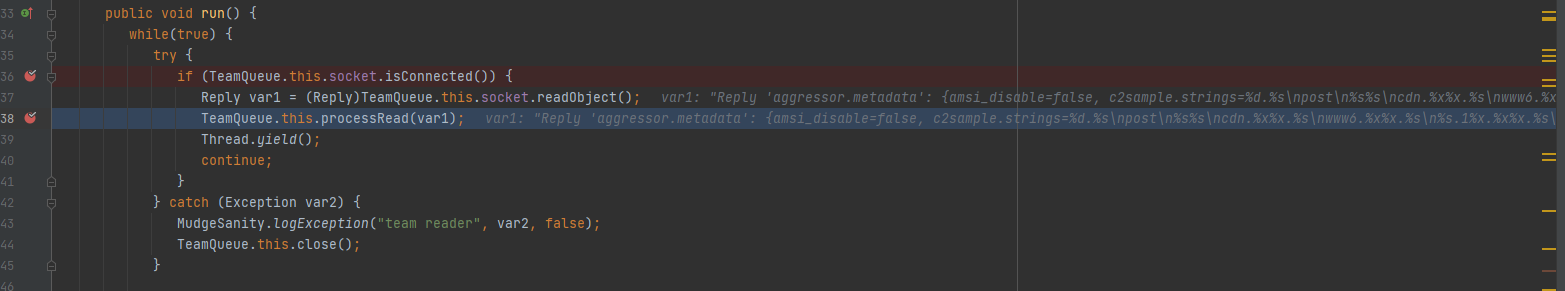 33 public void run() {
34 while(true) {
35 try {
36 if (TeamQueue.this.socket.isConnected()) {
37 Reply var1 = (Reply)TeamQueue.this.socket.readObject(); var1: "Reply 'aggressor.metadata': {amsi_disable=false, c2sample.strings=%d.%s\npost\n%s%s\ncdn.%x%x.%s\nwww6.%x
38 TeamQueue.this.processRead(var1); var1: "Reply 'aggressor.metadata': {amsi_disable=false, c2sample.strings=%d.%s\npost\n%s%s\ncdn.%x%x.%s\nwww6.%x%x.%s\n%s.1%x.%x%x.%s\
39 Thread.yield();
40 continue;
41 }
42 } catch (Exception var2) {
43 MudgeSanity.logException("team reader", var2, false);
44 TeamQueue.this.close();
45 }
46